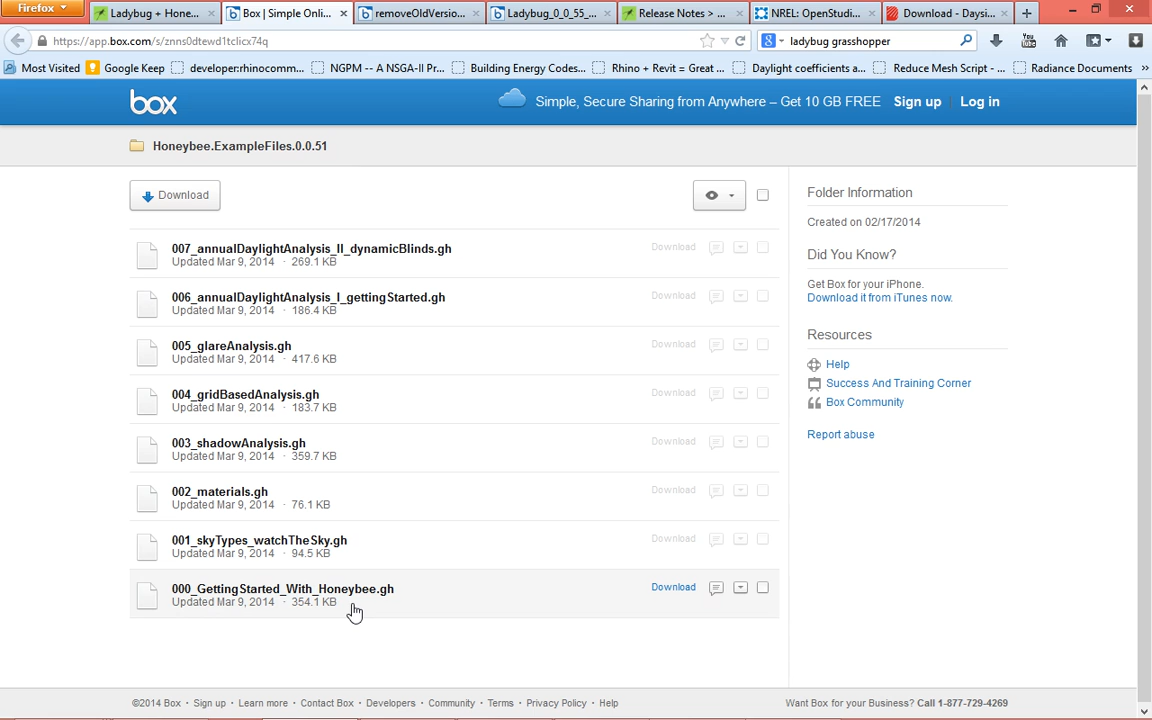 Firefox
Ladybug + Hone...
Box | Simple Onli...
removeOldVersio...
Ladybug_0_0_55_...
Release Notes > ...
NREL: OpenStudi...
Download - Daysi...
https://app.box.com/s/znns0dtewd1tclicx74q
ladybug grasshopper
Most Visited
Google Keep
developer:rhinocomm...
NGPM -- A NSGA-II Pr...
Building Energy Codes...
Rhino + Revit = Great ...
Daylight coefficients a...
Reduce Mesh Script - ...
Radiance Documents
»
box
Simple, Secure Sharing from Anywhere – Get 10 GB FREE
Sign up
Log in
Honeybee.ExampleFiles.0.0.51
Download
007_annualDaylightAnalysis_II_dynamicBlinds.gh
Updated Mar 9, 2014 · 269.1 KB
Download
006_annualDaylightAnalysis_I_gettingStarted.gh
Updated Mar 9, 2014 · 186.4 KB
Download
005_glareAnalysis.gh
Updated Mar 9, 2014 · 417.6 KB
Download
004_gridBasedAnalysis.gh
Updated Mar 9, 2014 · 183.7 KB
Download
003_shadowAnalysis.gh
Updated Mar 9, 2014 · 359.7 KB
Download
002_materials.gh
Updated Mar 9, 2014 · 76.1 KB
Download
001_skyTypes_watchTheSky.gh
Updated Mar 9, 2014 · 94.5 KB
Download
000_GettingStarted_With_Honeybee.gh
Updated Mar 9, 2014 · 354.1 KB
Download
Folder Information
Created on 02/17/2014
Did You Know?
Get Box for your iPhone.
Download it from iTunes now.
Resources
Help
Success And Training Corner
Box Community
Report abuse
©2014 Box · Sign up · Learn more · Contact Box · Developers · Community · Terms · Privacy Policy · Help
Want Box for your Business? Call 1-877-729-4269